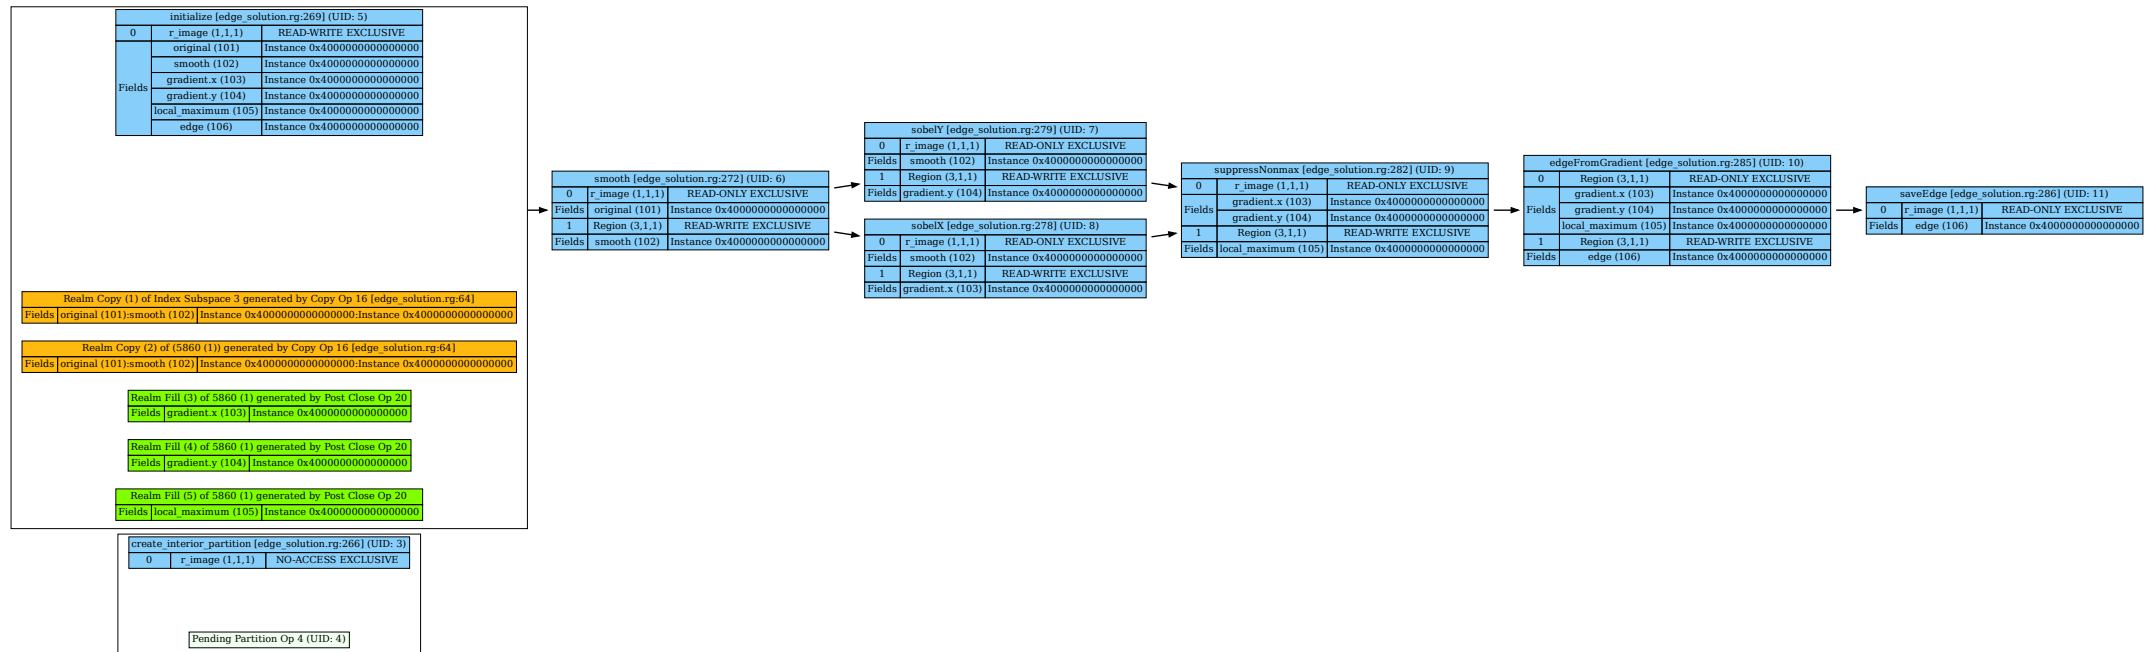 initialize [edge_solution.rg:269] (UID: 5)
0 r_image (1,1,1) READ-WRITE EXCLUSIVE
Fields original (101) Instance 0x4000000000000000
smooth (102) Instance 0x4000000000000000
gradient.x (103) Instance 0x4000000000000000
gradient.y (104) Instance 0x4000000000000000
local_maximum (105) Instance 0x4000000000000000
edge (106) Instance 0x4000000000000000
Realm Copy (1) of Index Subspace 3 generated by Copy Op 16 [edge_solution.rg:64]
Fields original (101):smooth (102) Instance 0x4000000000000000:Instance 0x4000000000000000
Realm Copy (2) of (5860 (1)) generated by Copy Op 16 [edge_solution.rg:64]
Fields original (101):smooth (102) Instance 0x4000000000000000:Instance 0x4000000000000000
Realm Fill (3) of 5860 (1) generated by Post Close Op 20
Fields gradient.x (103) Instance 0x4000000000000000
Realm Fill (4) of 5860 (1) generated by Post Close Op 20
Fields gradient.y (104) Instance 0x4000000000000000
Realm Fill (5) of 5860 (1) generated by Post Close Op 20
Fields local_maximum (105) Instance 0x4000000000000000
create_interior_partition [edge_solution.rg:266] (UID: 3)
0 r_image (1,1,1) NO-ACCESS EXCLUSIVE
Pending Partition Op 4 (UID: 4)
smooth [edge_solution.rg:272] (UID: 6)
0 r_image (1,1,1) READ-ONLY EXCLUSIVE
Fields original (101) Instance 0x4000000000000000
1 Region (3,1,1) READ-WRITE EXCLUSIVE
Fields smooth (102) Instance 0x4000000000000000
sobelY [edge_solution.rg:279] (UID: 7)
0 r_image (1,1,1) READ-ONLY EXCLUSIVE
Fields smooth (102) Instance 0x4000000000000000
1 Region (3,1,1) READ-WRITE EXCLUSIVE
Fields gradient.y (104) Instance 0x4000000000000000
sobelX [edge_solution.rg:278] (UID: 8)
0 r_image (1,1,1) READ-ONLY EXCLUSIVE
Fields smooth (102) Instance 0x4000000000000000
1 Region (3,1,1) READ-WRITE EXCLUSIVE
Fields gradient.x (103) Instance 0x4000000000000000
suppressNonmax [edge_solution.rg:282] (UID: 9)
0 r_image (1,1,1) READ-ONLY EXCLUSIVE
Fields gradient.x (103) Instance 0x4000000000000000
gradient.y (104) Instance 0x4000000000000000
1 Region (3,1,1) READ-WRITE EXCLUSIVE
Fields local_maximum (105) Instance 0x4000000000000000
edgeFromGradient [edge_solution.rg:285] (UID: 10)
0 Region (3,1,1) READ-ONLY EXCLUSIVE
Fields gradient.x (103) Instance 0x4000000000000000
gradient.y (104) Instance 0x4000000000000000
local_maximum (105) Instance 0x4000000000000000
1 Region (3,1,1) READ-WRITE EXCLUSIVE
Fields edge (106) Instance 0x4000000000000000
saveEdge [edge_solution.rg:286] (UID: 11)
0 r_image (1,1,1) READ-ONLY EXCLUSIVE
Fields edge (106) Instance 0x4000000000000000